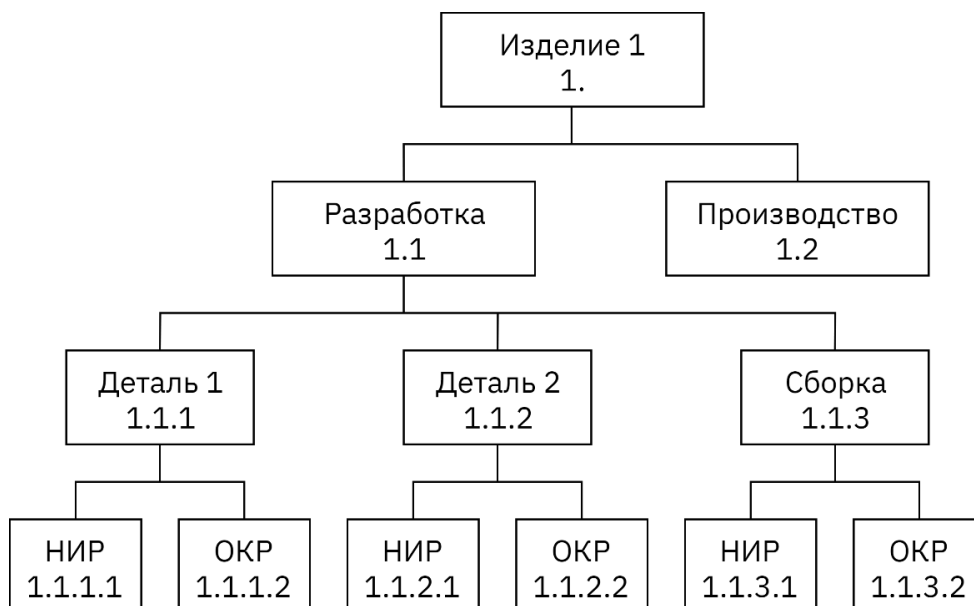 Изделие 1
1.
Разработка
1.1
Производство
1.2
Деталь 1
1.1.1
Деталь 2
1.1.2
Сборка
1.1.3
НИР
1.1.1.1
ОКР
1.1.1.2
НИР
1.1.2.1
ОКР
1.1.2.2
НИР
1.1.3.1
ОКР
1.1.3.2